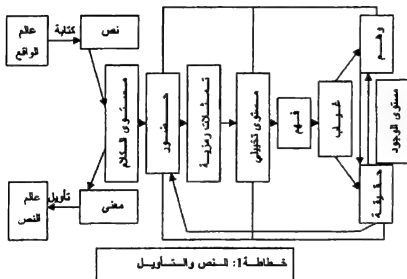 عالم
الواقع
كتابة
نص
مستوى الكلام
حضور
تمثلات رمزية
مستوى تخييلي
فهم
غياب
وهم
مستوى الوجود
حقيقة
عالم
النص
تأويل
معنى
خطاطة 1: النص والتأويل